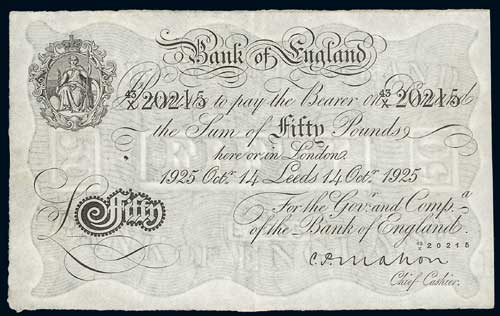 Bank of England
43/X 20215 43/X 20215
Promise to pay the Bearer on Demand
the Sum of Fifty Pounds
here or in London
1925 Octr. 14 Leeds 14 Octr. 1925
For the Govr. and Compa.
of the Bank of England.
£ Fifty
43/X 20215
C.P. Mahon
Chief Cashier.